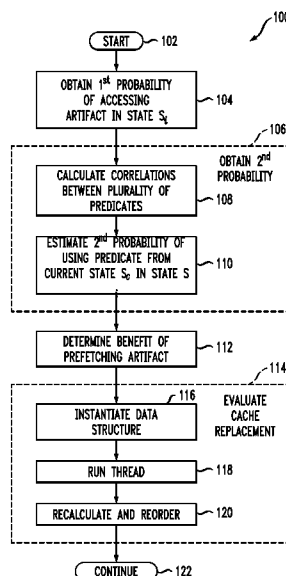 100
START
102
OBTAIN 1st PROBABILITY
OF ACCESSING
ARTIFACT IN STATE Si
104
106
OBTAIN 2nd
PROBABILITY
CALCULATE CORRELATIONS
BETWEEN PLURALITY OF
PREDICATES
108
ESTIMATE 2nd PROBABILITY OF
USING PREDICATE FROM
CURRENT STATE Sc IN STATE S
110
DETERMINE BENEFIT OF
PREFETCHING ARTIFACT
112
114
EVALUATE
CACHE
REPLACEMENT
116
INSTANTIATE DATA
STRUCTURE
RUN THREAD
118
RECALCULATE AND REORDER
120
CONTINUE
122